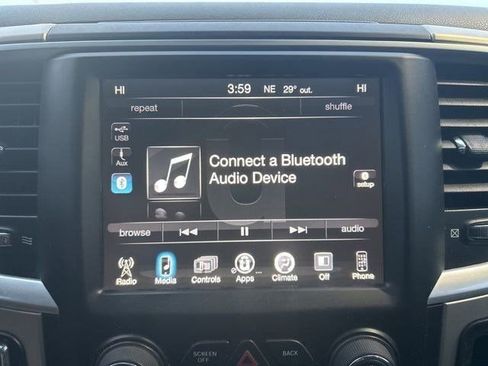 HI 3:59 NE 29° out. HI
repeat shuffle
USB
Aux
Connect a Bluetooth
Audio Device
setup
browse audio
Radio Media Controls Apps Climate Off Phone
SCREEN OFF BACK